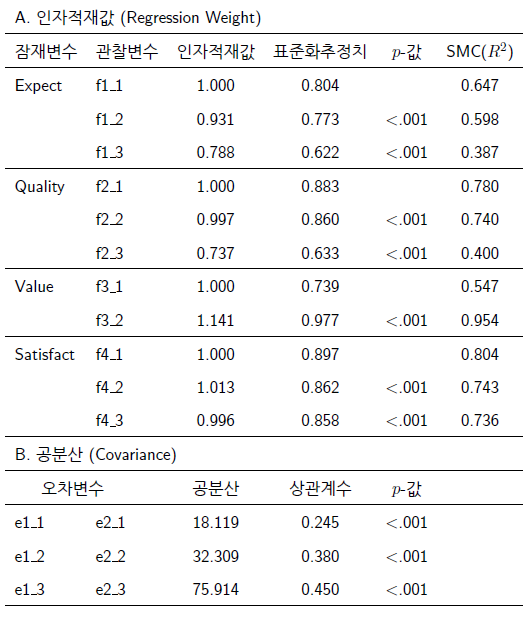 A. 인자적재값 (Regression Weight)
잠재변수 관찰변수 인자적재값 표준화추정치 p-값 SMC(R²)
Expect f1_1 1.000 0.804 0.647
f1_2 0.931 0.773 <.001 0.598
f1_3 0.788 0.622 <.001 0.387
Quality f2_1 1.000 0.883 0.780
f2_2 0.997 0.860 <.001 0.740
f2_3 0.737 0.633 <.001 0.400
Value f3_1 1.000 0.739 0.547
f3_2 1.141 0.977 <.001 0.954
Satisfact f4_1 1.000 0.897 0.804
f4_2 1.013 0.862 <.001 0.743
f4_3 0.996 0.858 <.001 0.736
B. 공분산 (Covariance)
오차변수 공분산 상관계수 p-값
e1_1 e2_1 18.119 0.245 <.001
e1_2 e2_2 32.309 0.380 <.001
e1_3 e2_3 75.914 0.450 <.001